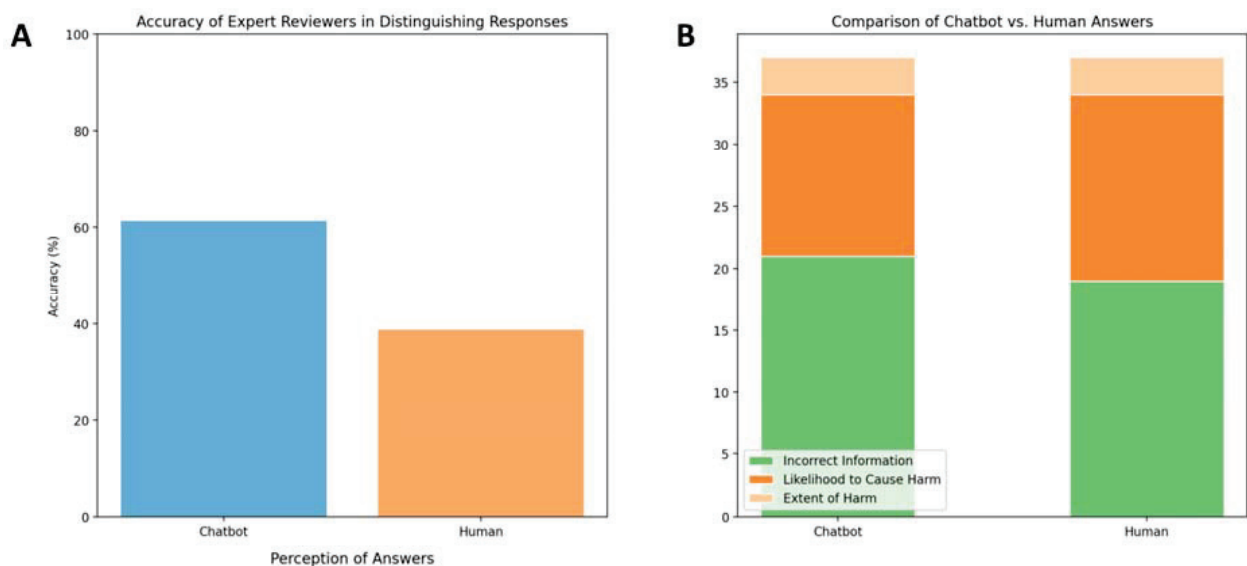 A
Accuracy of Expert Reviewers in Distinguishing Responses
100
80
60
40
20
0
Accuracy (%)
Chatbot
Human
Perception of Answers
B
Comparison of Chatbot vs. Human Answers
35
30
25
20
15
10
5
0
Incorrect Information
Likelihood to Cause Harm
Extent of Harm
Chatbot
Human